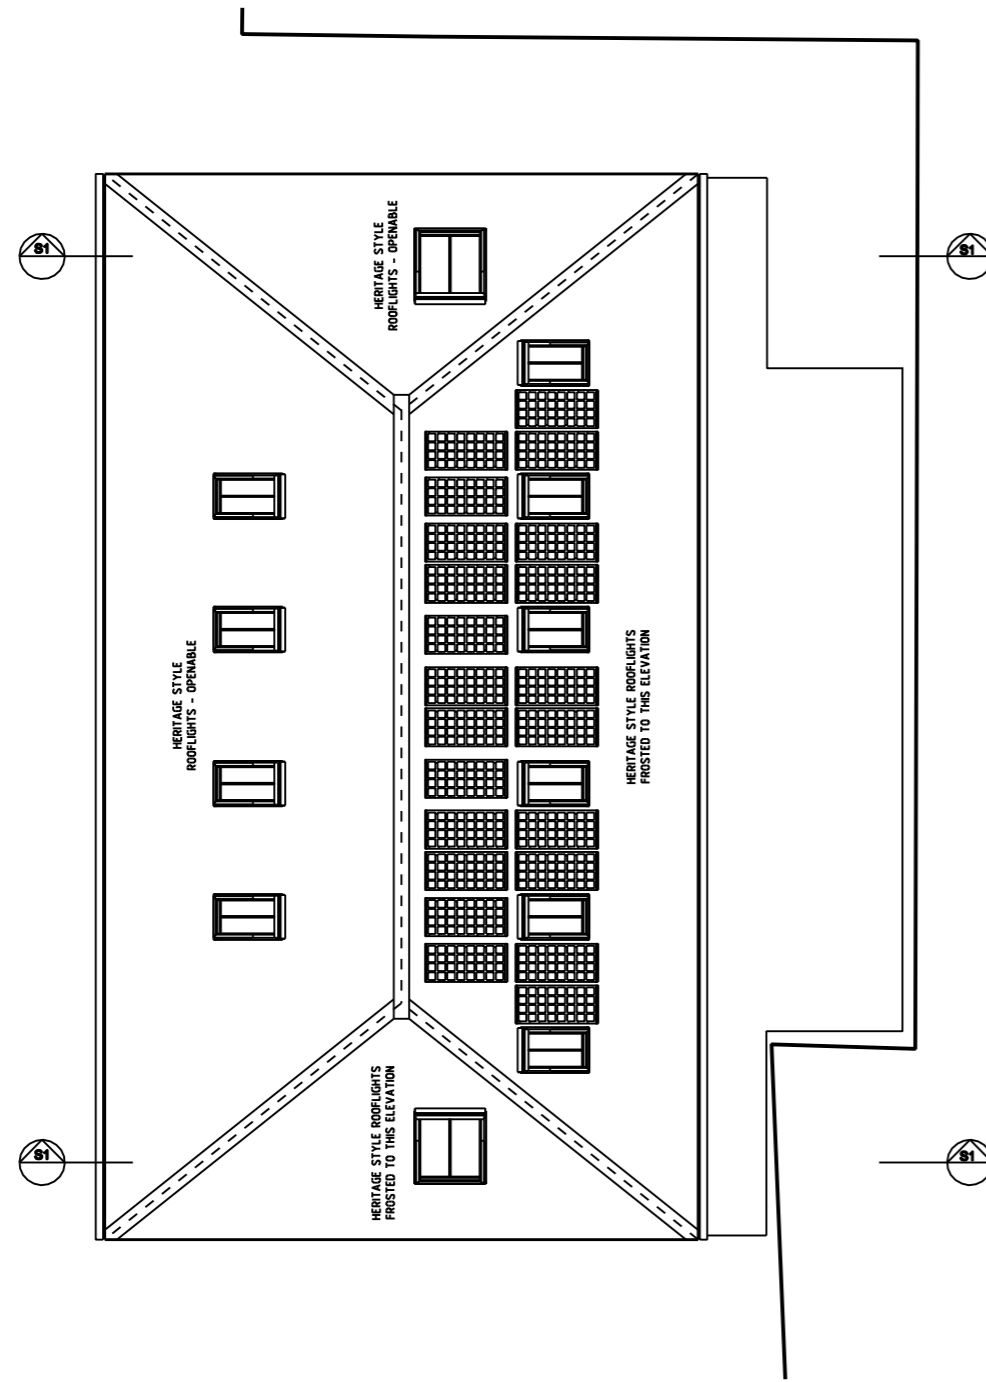 S1
S1
HERITAGE STYLE
ROOFLIGHTS - OPENABLE
HERITAGE STYLE
ROOFLIGHTS - OPENABLE
HERITAGE STYLE ROOFLIGHTS
FROSTED TO THIS ELEVATION
HERITAGE STYLE ROOFLIGHTS
FROSTED TO THIS ELEVATION
S1
S1